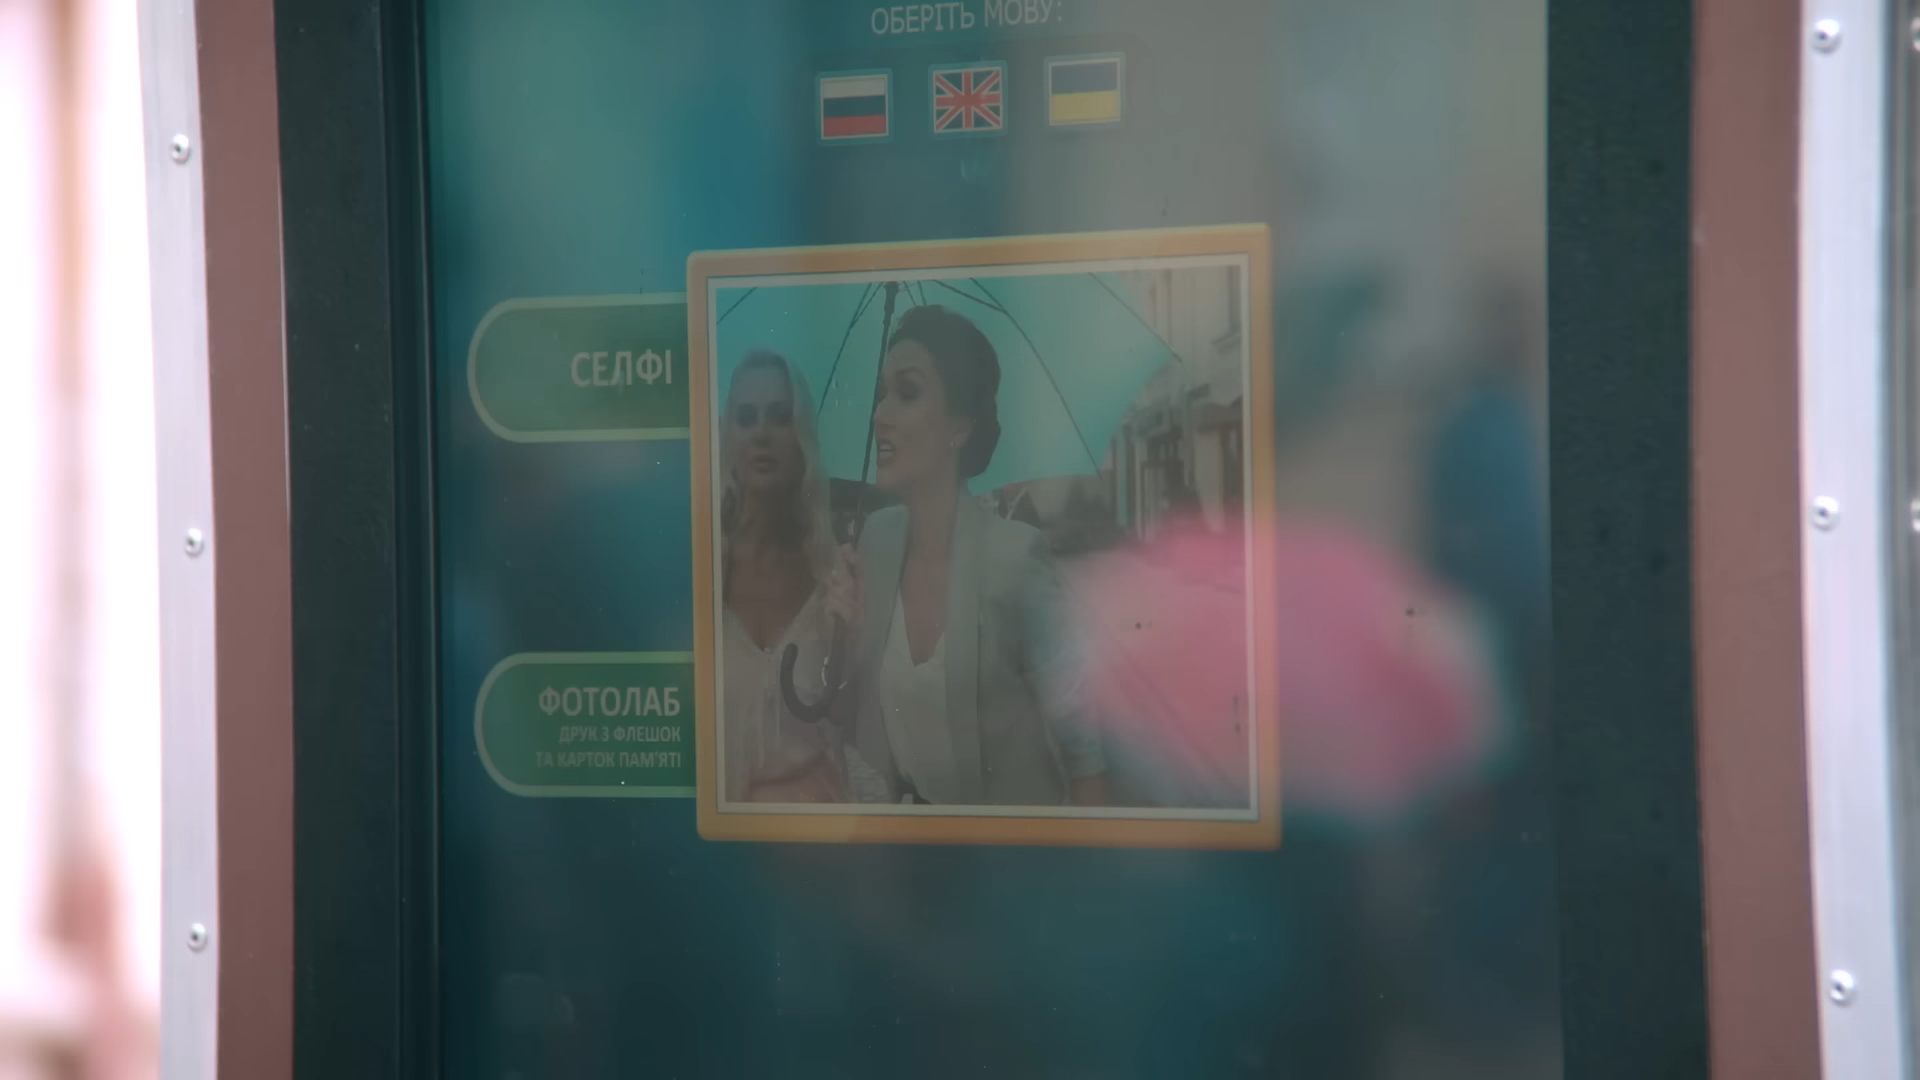 ОБЕРІТЬ МОВУ:
СЕЛФІ
ФОТОЛАБ
ДРУК З ФЛЕШОК
ТА КАРТОК ПАМ'ЯТІ